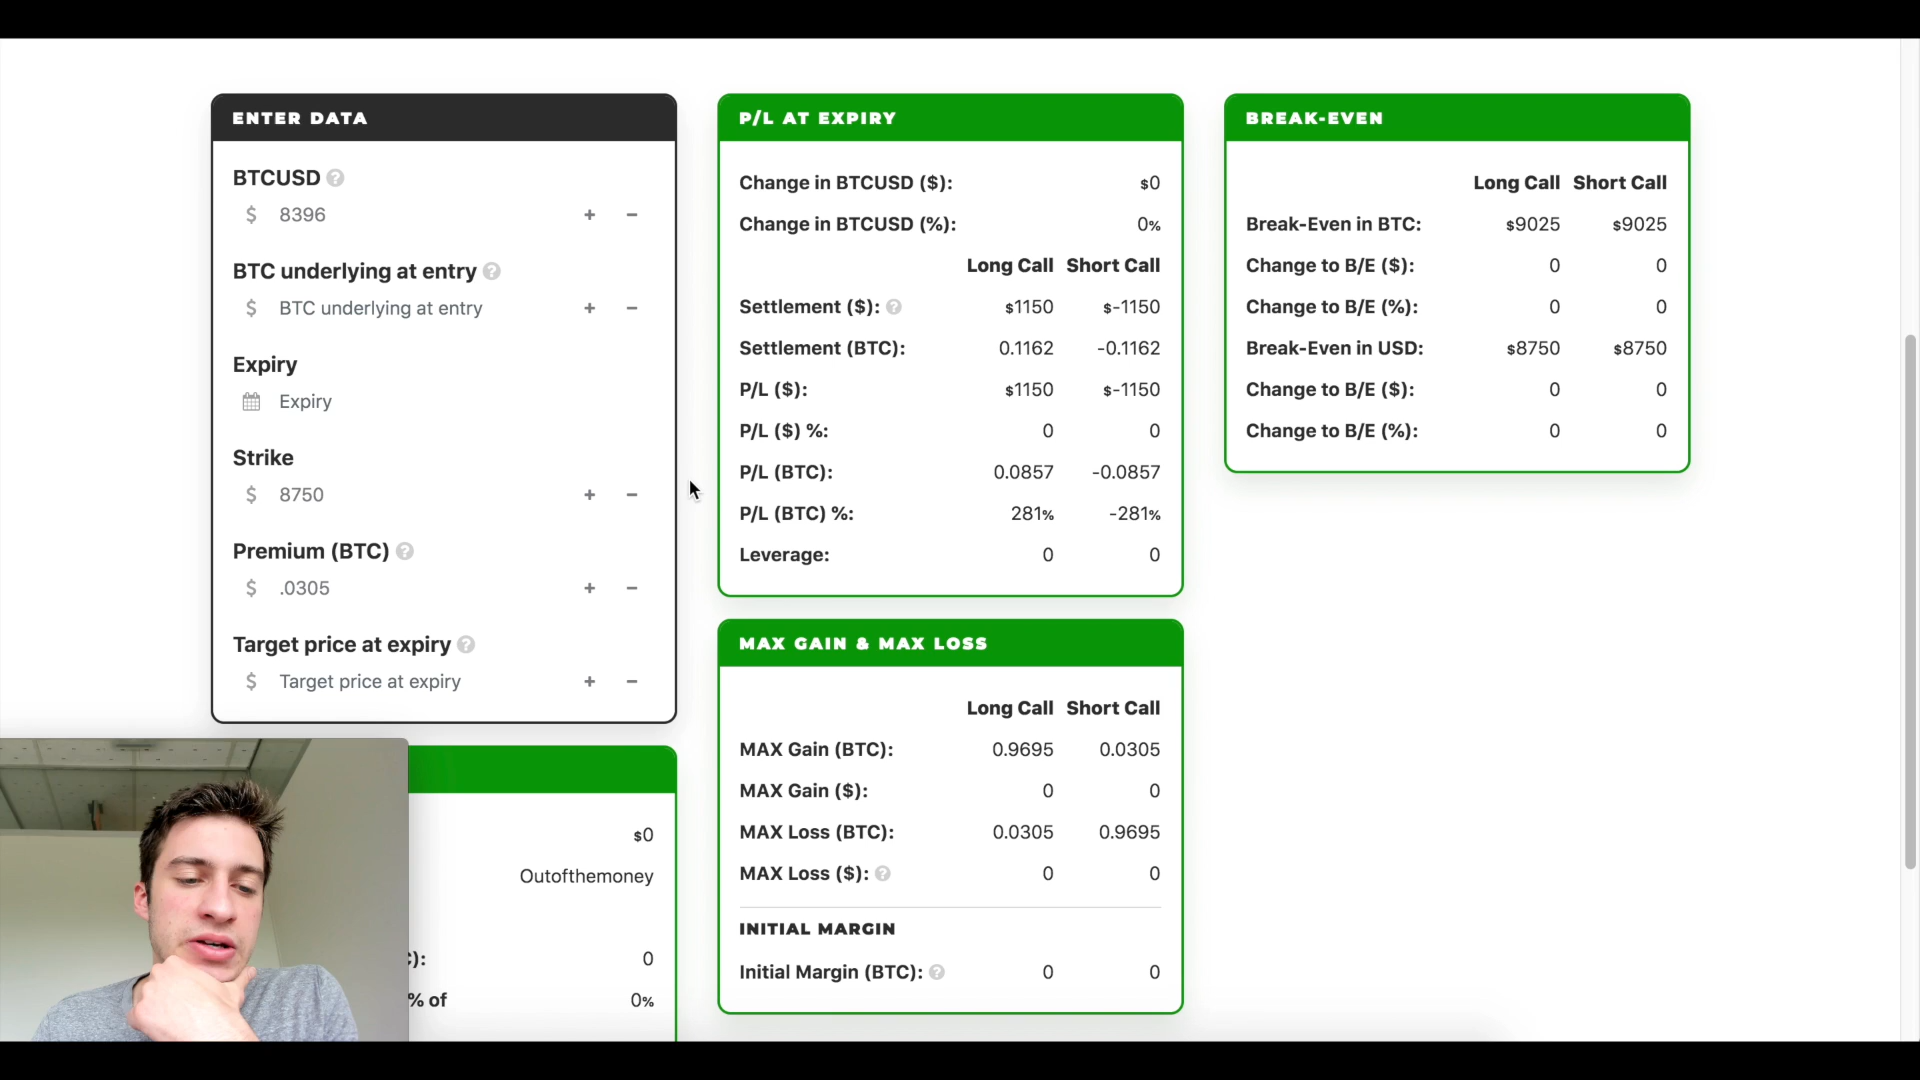 ENTER DATA
BTCUSD ?
$ 8396 + −
BTC underlying at entry ?
$ BTC underlying at entry + −
Expiry
Expiry
Strike
$ 8750 + −
Premium (BTC) ?
$ .0305 + −
Target price at expiry ?
$ Target price at expiry + −
$0
Outofthemoney
): 0
% of 0%
P/L AT EXPIRY
Change in BTCUSD ($): $0
Change in BTCUSD (%): 0%
Long Call Short Call
Settlement ($): ? $1150 $-1150
Settlement (BTC): 0.1162 -0.1162
P/L ($): $1150 $-1150
P/L ($) %: 0 0
P/L (BTC): 0.0857 -0.0857
P/L (BTC) %: 281% -281%
Leverage: 0 0
MAX GAIN & MAX LOSS
Long Call Short Call
MAX Gain (BTC): 0.9695 0.0305
MAX Gain ($): 0 0
MAX Loss (BTC): 0.0305 0.9695
MAX Loss ($): ? 0 0
INITIAL MARGIN
Initial Margin (BTC): ? 0 0
BREAK-EVEN
Long Call Short Call
Break-Even in BTC: $9025 $9025
Change to B/E ($): 0 0
Change to B/E (%): 0 0
Break-Even in USD: $8750 $8750
Change to B/E ($): 0 0
Change to B/E (%): 0 0